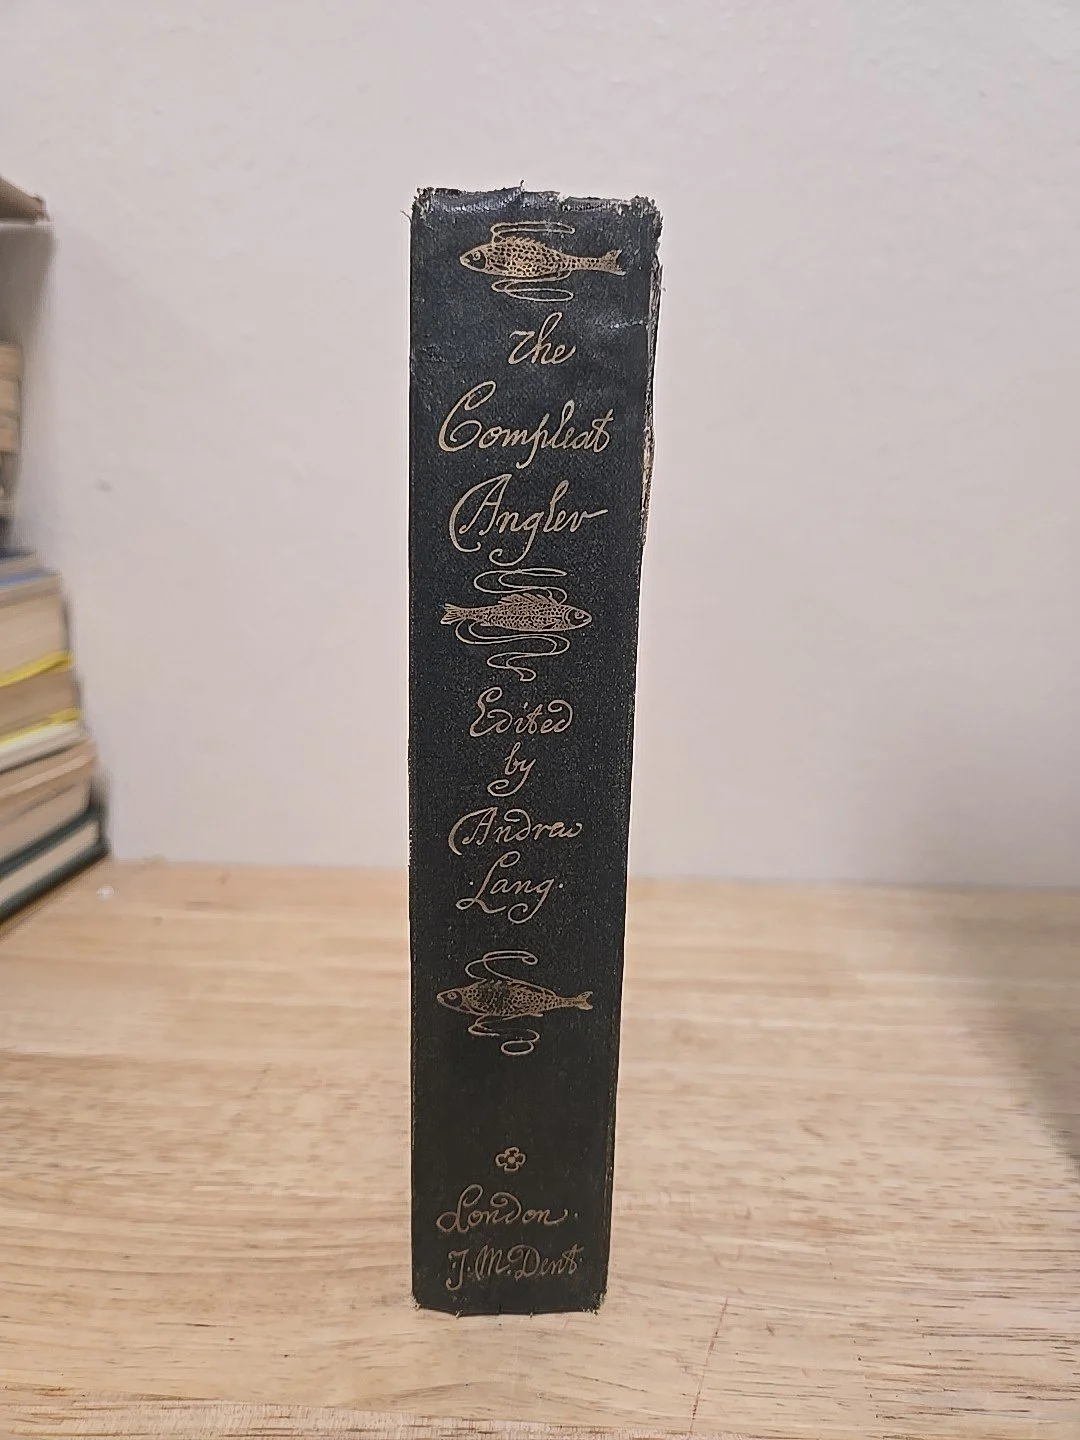 The
Compleat
Angler
Edited
by
Andrew
·Lang·
London·
J.M.Dent·